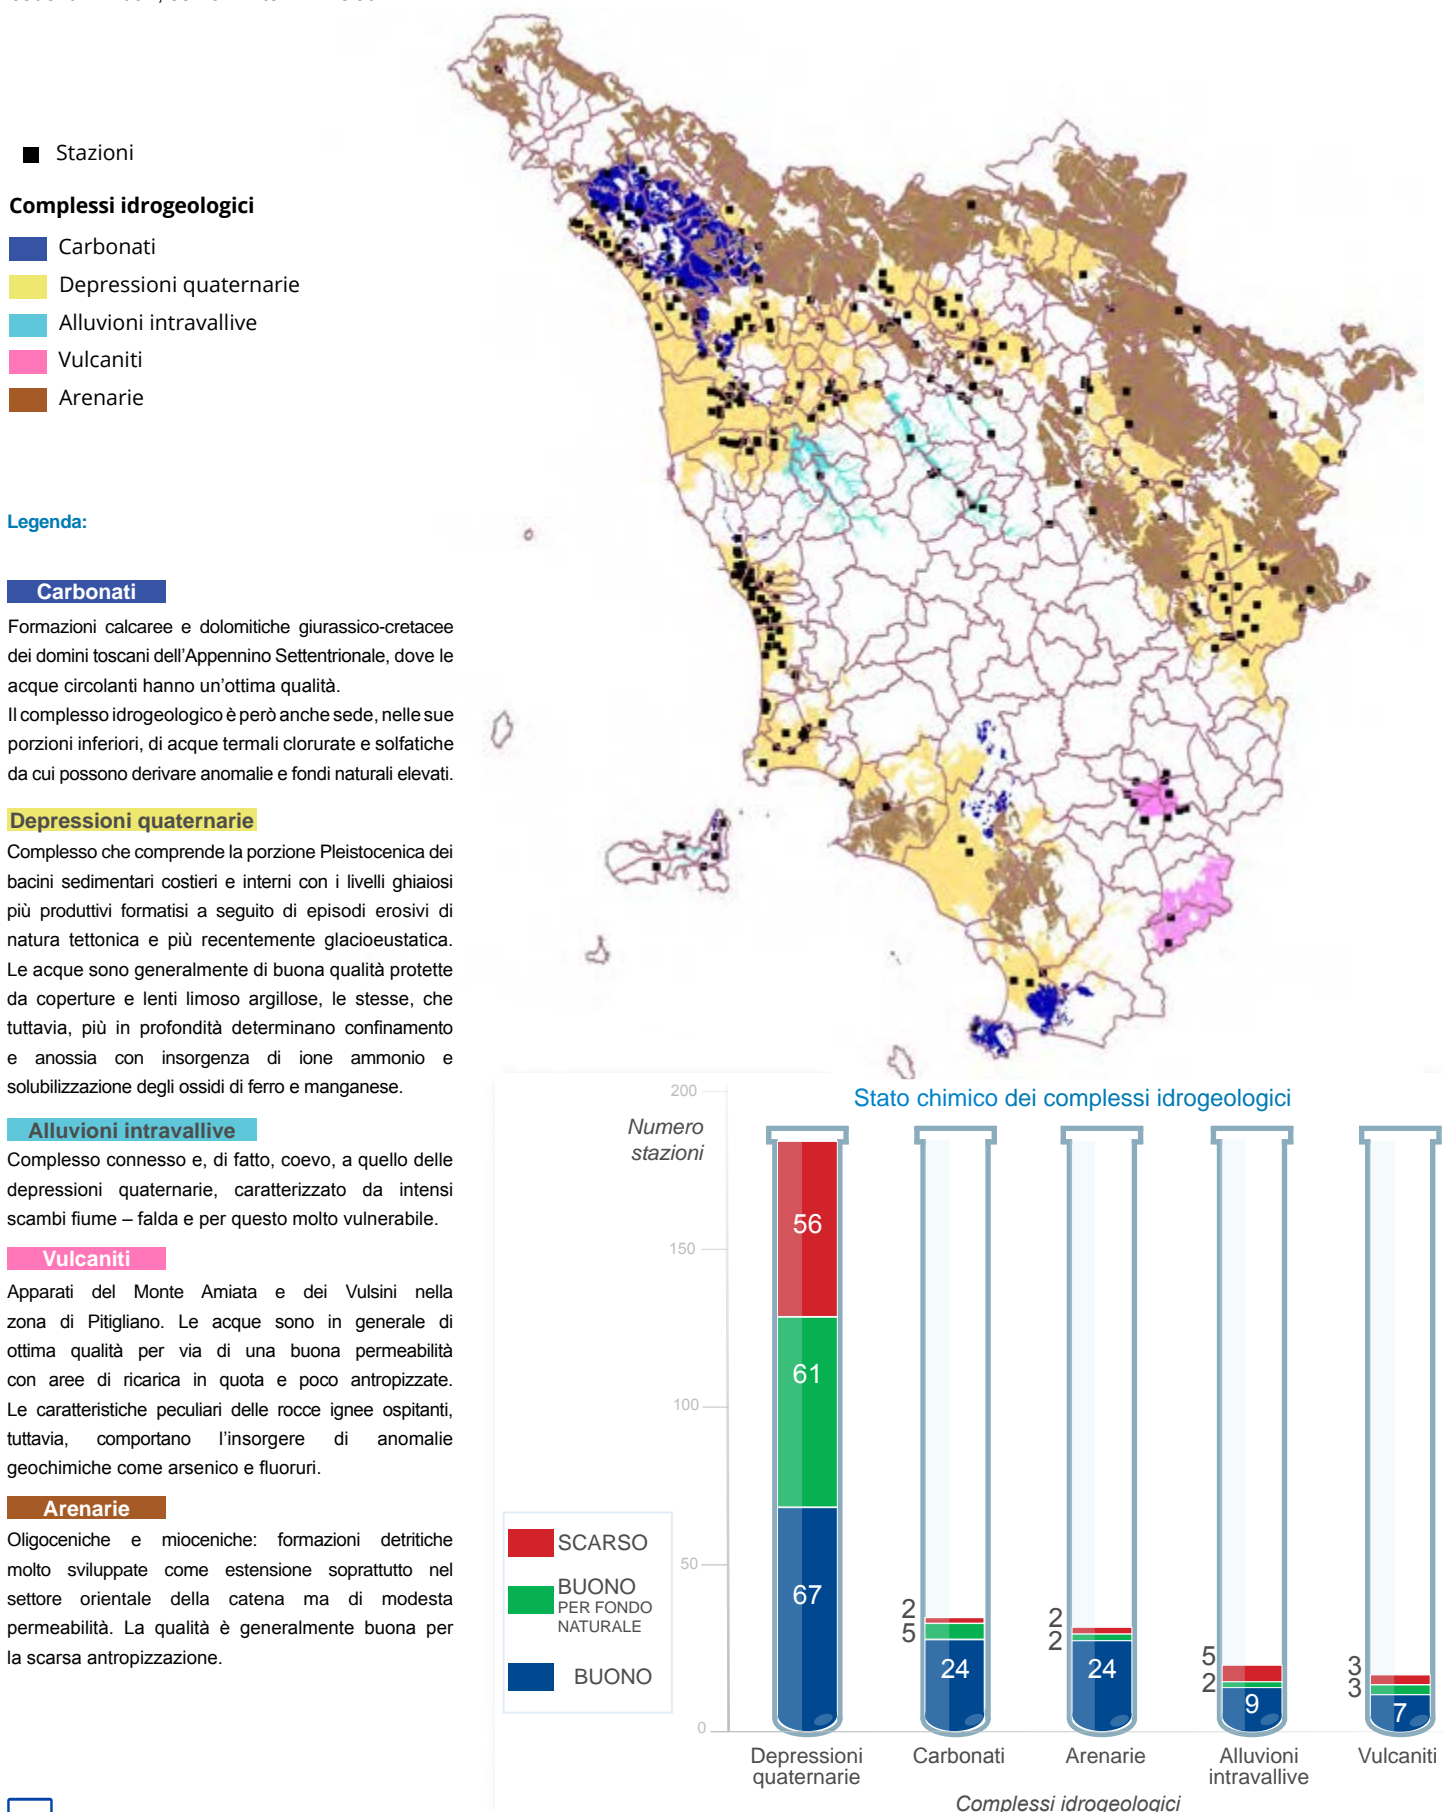 Stazioni
Complessi idrogeologici
Carbonati
Depressioni quaternarie
Alluvioni intravallive
Vulcaniti
Arenarie
Legenda:
Carbonati
Formazioni calcaree e dolomitiche giurassico-cretacee
dei domini toscani dell'Appennino Settentrionale, dove le
acque circolanti hanno un'ottima qualità.
Il complesso idrogeologico è però anche sede, nelle sue
porzioni inferiori, di acque termali clorurate e solfatiche
da cui possono derivare anomalie e fondi naturali elevati.
Depressioni quaternarie
Complesso che comprende la porzione Pleistocenica dei
bacini sedimentari costieri e interni con i livelli ghiaiosi
più produttivi formatisi a seguito di episodi erosivi di
natura tettonica e più recentemente glacioeustatica.
Le acque sono generalmente di buona qualità protette
da coperture e lenti limoso argillose, le stesse, che
tuttavia, più in profondità determinano confinamento
e anossia con insorgenza di ione ammonio e
solubilizzazione degli ossidi di ferro e manganese.
Alluvioni intravallive
Complesso connesso e, di fatto, coevo, a quello delle
depressioni quaternarie, caratterizzato da intensi
scambi fiume – falda e per questo molto vulnerabile.
Vulcaniti
Apparati del Monte Amiata e dei Vulsini nella
zona di Pitigliano. Le acque sono in generale di
ottima qualità per via di una buona permeabilità
con aree di ricarica in quota e poco antropizzate.
Le caratteristiche peculiari delle rocce ignee ospitanti,
tuttavia, comportano l'insorgere di anomalie
geochimiche come arsenico e fluoruri.
Arenarie
Oligoceniche e mioceniche: formazioni detritiche
molto sviluppate come estensione soprattutto nel
settore orientale della catena ma di modesta
permeabilità. La qualità è generalmente buona per
la scarsa antropizzazione.
Stato chimico dei complessi idrogeologici
Numero
stazioni
200
150
100
50
0
SCARSO
BUONO
PER FONDO
NATURALE
BUONO
56
61
67
2
5
24
2
2
24
5
2
9
3
3
7
Depressioni
quaternarie
Carbonati
Arenarie
Alluvioni
intravallive
Vulcaniti
Complessi idrogeologici